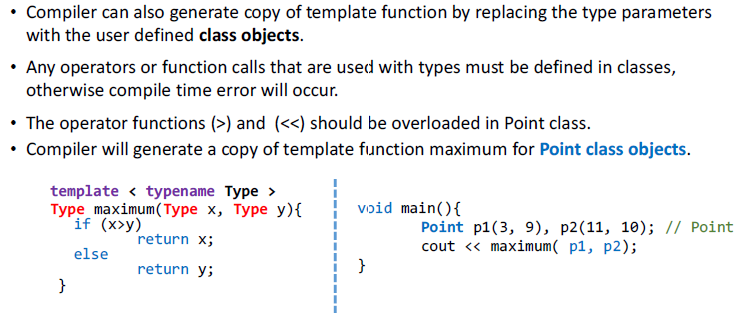 • Compiler can also generate copy of template function by replacing the type parameters
with the user defined class objects.
• Any operators or function calls that are used with types must be defined in classes,
otherwise compile time error will occur.
• The operator functions (>) and (<<) should be overloaded in Point class.
• Compiler will generate a copy of template function maximum for Point class objects.
template < typename Type >
Type maximum(Type x, Type y){
if (x>y)
return x;
else
return y;
}
void main(){
Point p1(3, 9), p2(11, 10); // Point
cout << maximum( p1, p2);
}